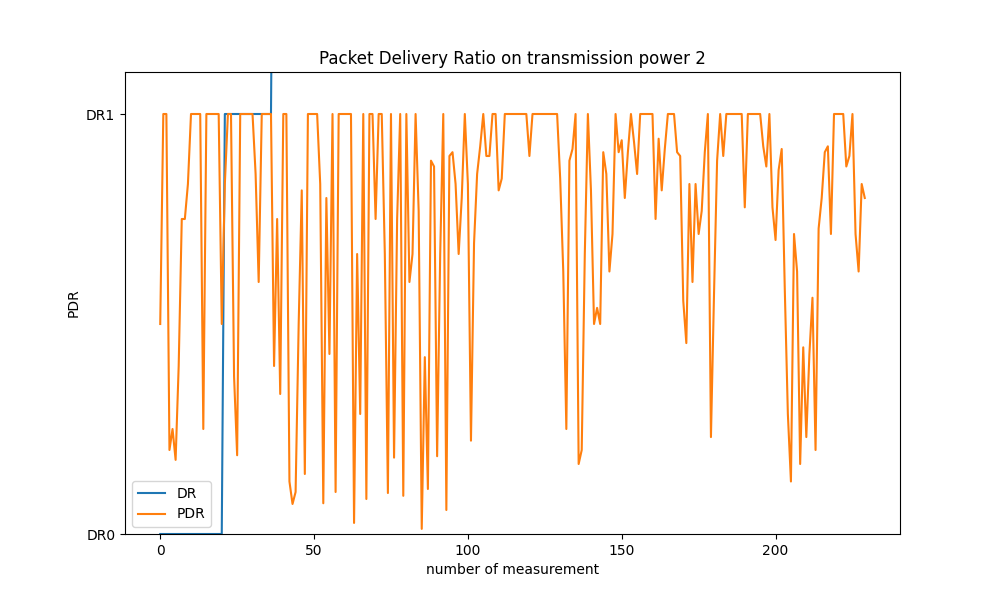 Packet Delivery Ratio on transmission power 2
DR1
PDR
DR
PDR
DR0
0 50 100 150 200
number of measurement